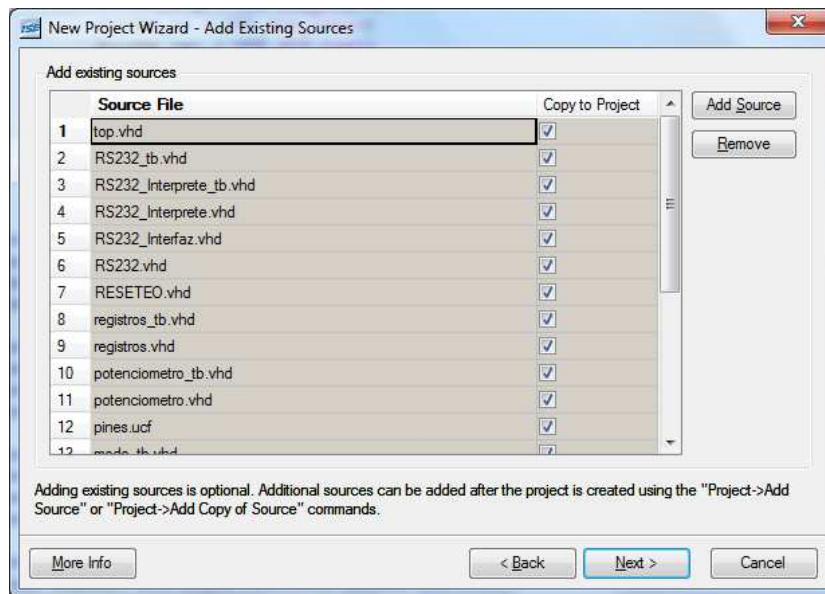 ISE New Project Wizard - Add Existing Sources
Add existing sources
Source File Copy to Project
Add Source
1 top.vhd
Remove
2 RS232_tb.vhd
3 RS232_Interprete_tb.vhd
4 RS232_Interprete.vhd
5 RS232_Interfaz.vhd
6 RS232.vhd
7 RESETEO.vhd
8 registros_tb.vhd
9 registros.vhd
10 potenciometro_tb.vhd
11 potenciometro.vhd
12 pines.ucf
13 modo_tb.vhd
Adding existing sources is optional. Additional sources can be added after the project is created using the "Project->Add
Source" or "Project->Add Copy of Source" commands.
More Info < Back Next > Cancel